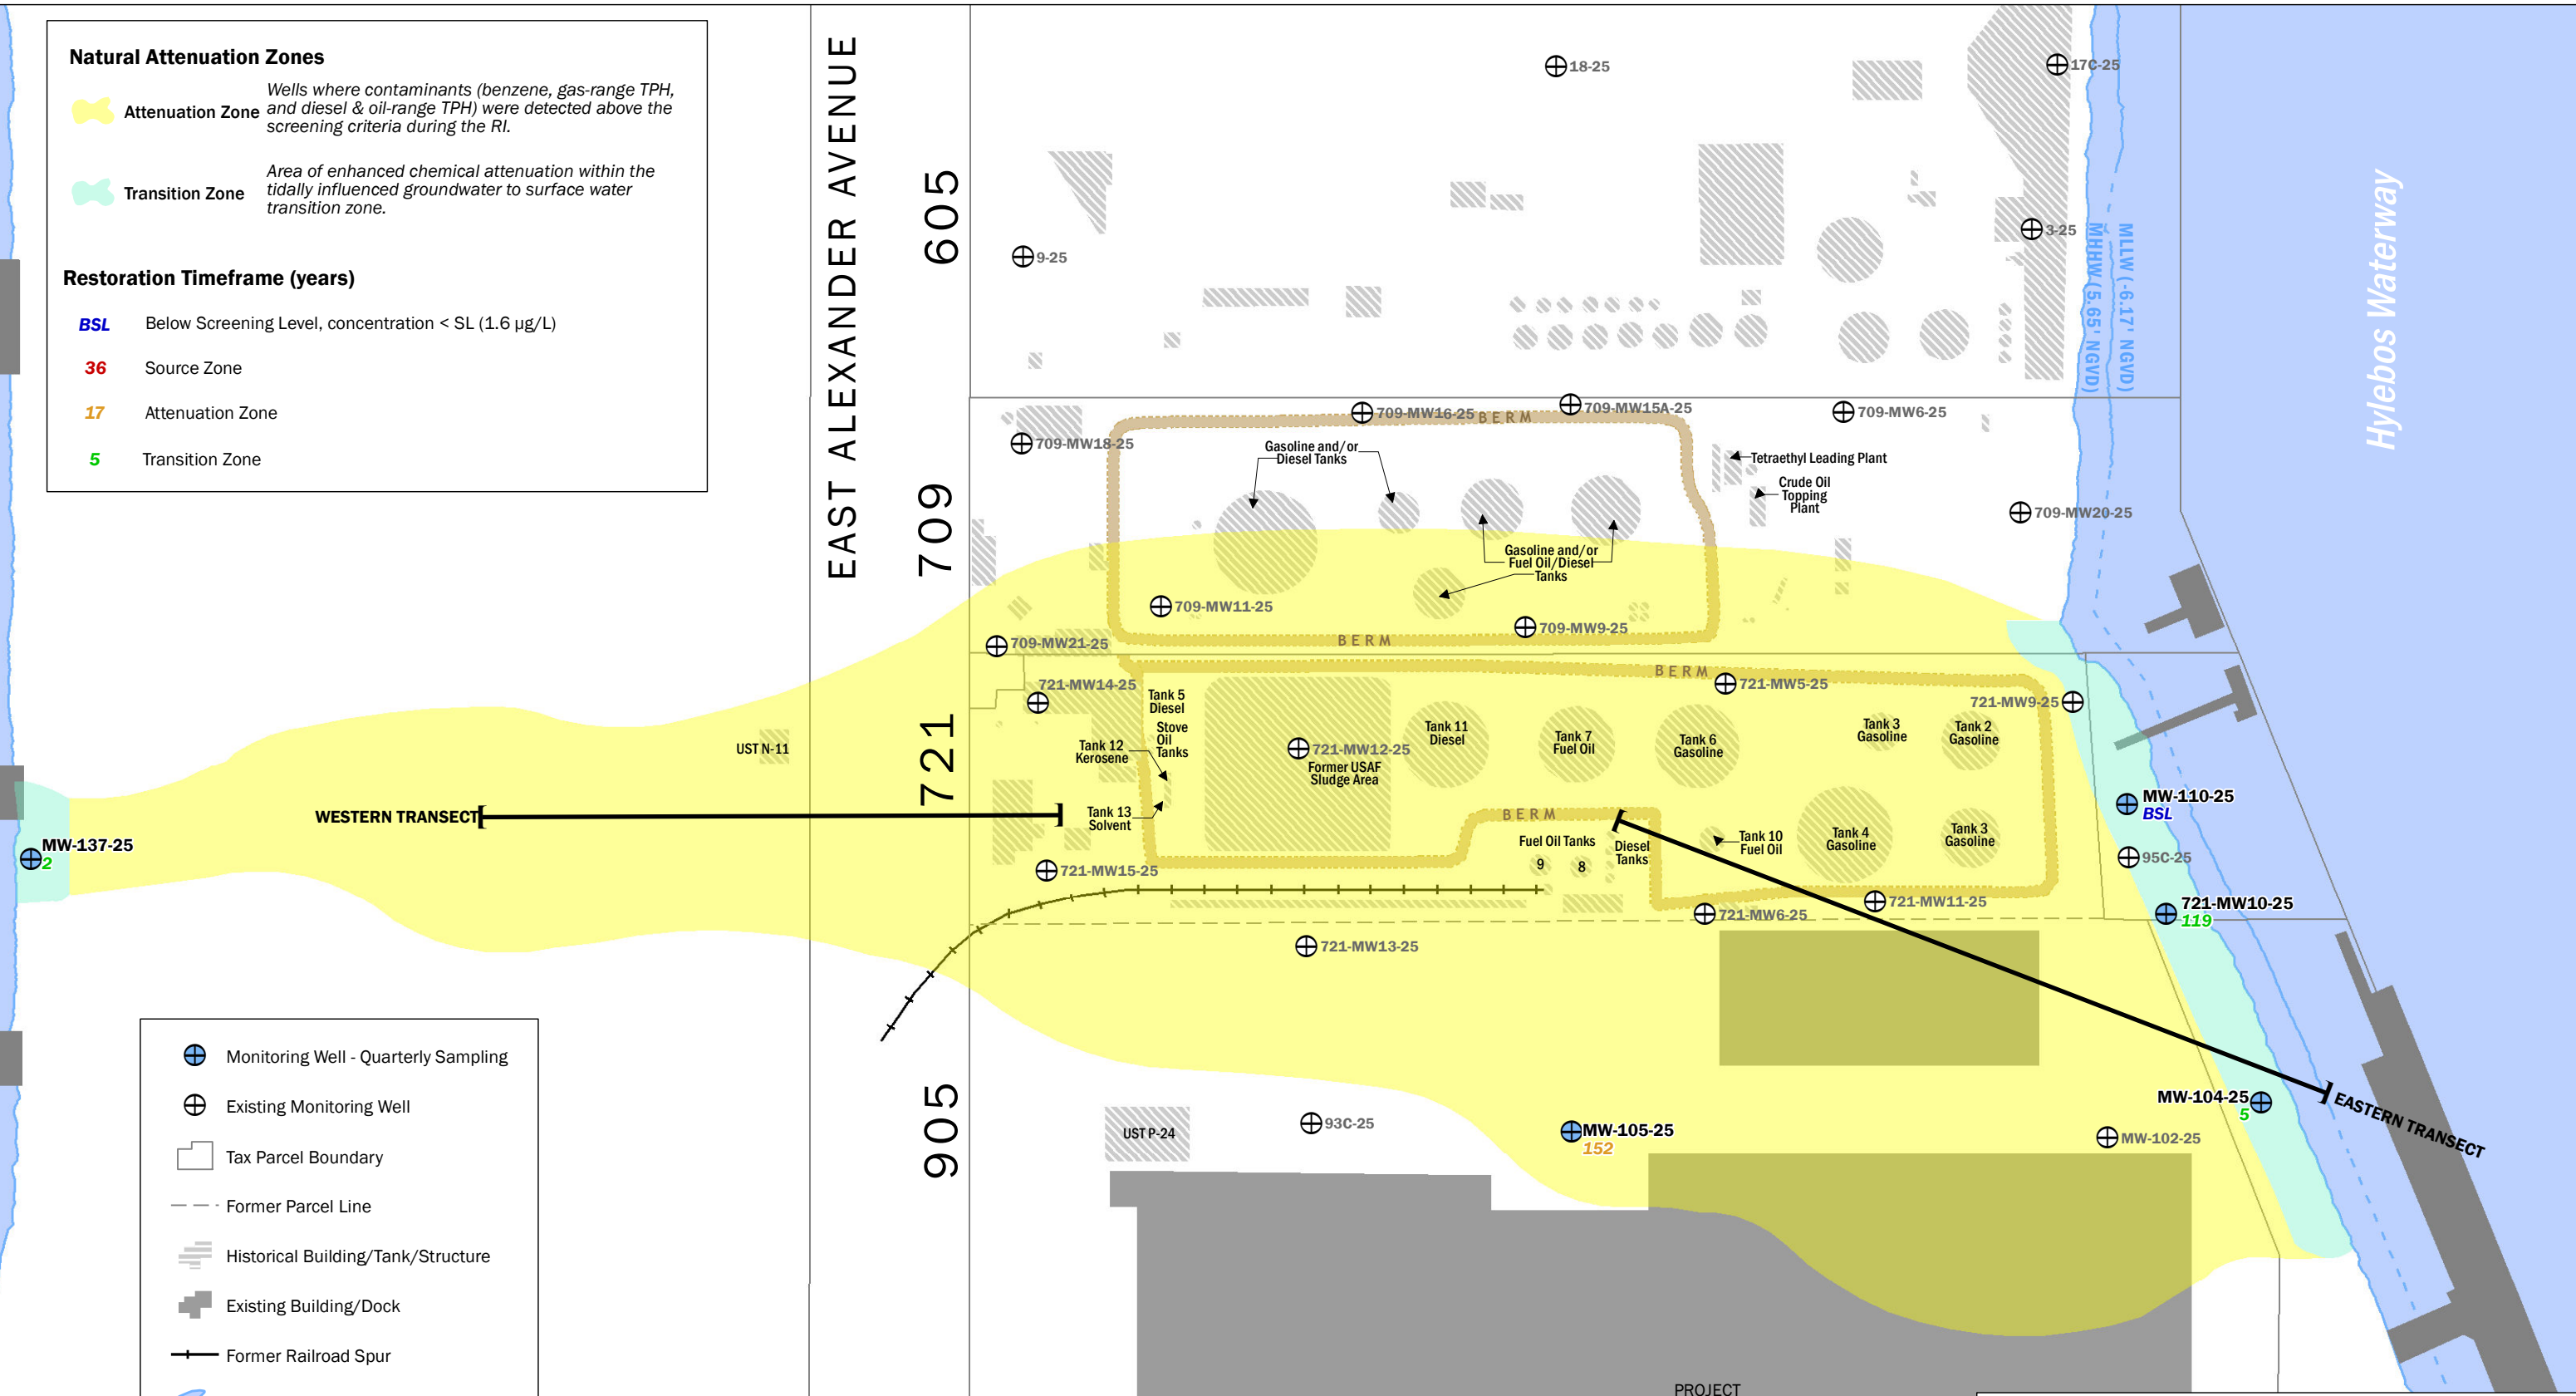 Natural Attenuation Zones
Attenuation Zone
Wells where contaminants (benzene, gas-range TPH,
and diesel & oil-range TPH) were detected above the
screening criteria during the RI.
Transition Zone
Area of enhanced chemical attenuation within the
tidally influenced groundwater to surface water
transition zone.
Restoration Timeframe (years)
BSL Below Screening Level, concentration < SL (1.6 µg/L)
36 Source Zone
17 Attenuation Zone
5 Transition Zone
EAST ALEXANDER AVENUE
605
709
721
905
18-25
17C-25
9-25
3-25
MHHW (5.65' NGVD)
MLLW (-6.17' NGVD)
Hylebos Waterway
709-MW16-25
BERM
709-MW15A-25
709-MW6-25
709-MW18-25
Gasoline and/or
Diesel Tanks
Tetraethyl Leading Plant
Crude Oil
Topping
Plant
709-MW20-25
Gasoline and/or
Fuel Oil/Diesel
Tanks
709-MW11-25
709-MW9-25
BERM
709-MW21-25
BERM
721-MW14-25
721-MW5-25
721-MW9-25
Tank 5
Diesel
Stove
Oil
Tanks
Tank 12
Kerosene
Tank 13
Solvent
721-MW12-25
Former USAF
Sludge Area
Tank 11
Diesel
Tank 7
Fuel Oil
Tank 6
Gasoline
Tank 3
Gasoline
Tank 2
Gasoline
UST N-11
WESTERN TRANSECT
MW-137-25
2
MW-110-25
BSL
BERM
Fuel Oil Tanks
9
8
Diesel
Tanks
Tank 10
Fuel Oil
Tank 4
Gasoline
Tank 3
Gasoline
95C-25
721-MW15-25
721-MW6-25
721-MW11-25
721-MW10-25
119
721-MW13-25
MW-104-25
5
EASTERN TRANSECT
UST P-24
93C-25
MW-105-25
152
MW-102-25
Monitoring Well - Quarterly Sampling
Existing Monitoring Well
Tax Parcel Boundary
Former Parcel Line
Historical Building/Tank/Structure
Existing Building/Dock
Former Railroad Spur
PROJECT